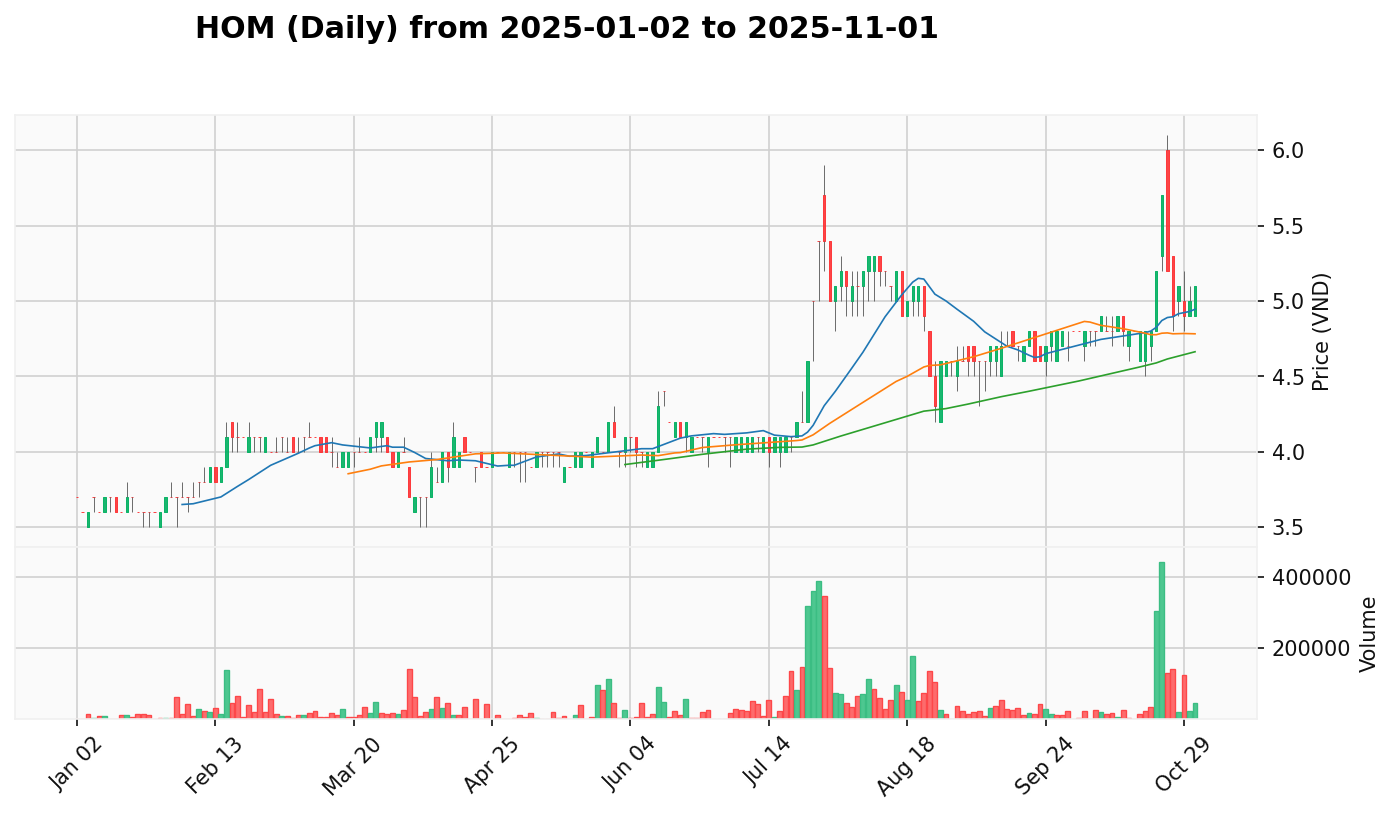 HOM (Daily) from 2025-01-02 to 2025-11-01
6.0
5.5
5.0
4.5
4.0
3.5
Price (VND)
400000
200000
Volume
Jan 02
Feb 13
Mar 20
Apr 25
Jun 04
Jul 14
Aug 18
Sep 24
Oct 29